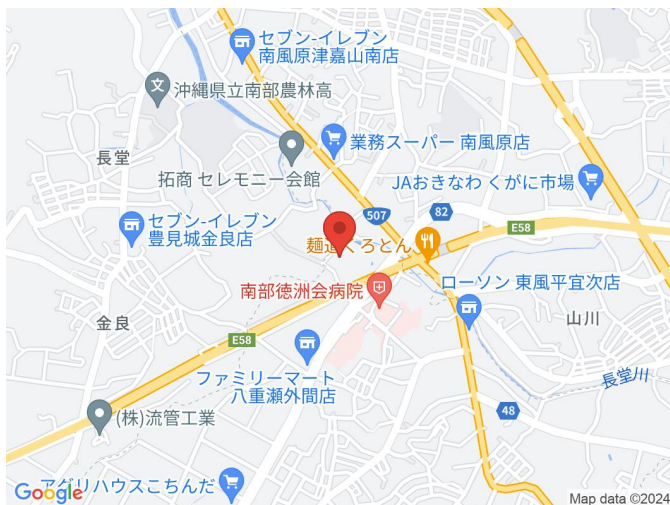 セブン-イレブン
南風原津嘉山南店
沖縄県立南部農林高
長堂
業務スーパー 南風原店
拓商 セレモニー会館
JAおきなわ くがに市場
82
507
E58
セブン-イレブン
豊見城金良店
麺道くろとん
南部徳洲会病院
ローソン 東風平宜次店
金良
山川
E58
ファミリーマート
八重瀬外間店
長堂川
48
(株)流管工業
アグリハウスこちんだ
Google
Map data ©2024